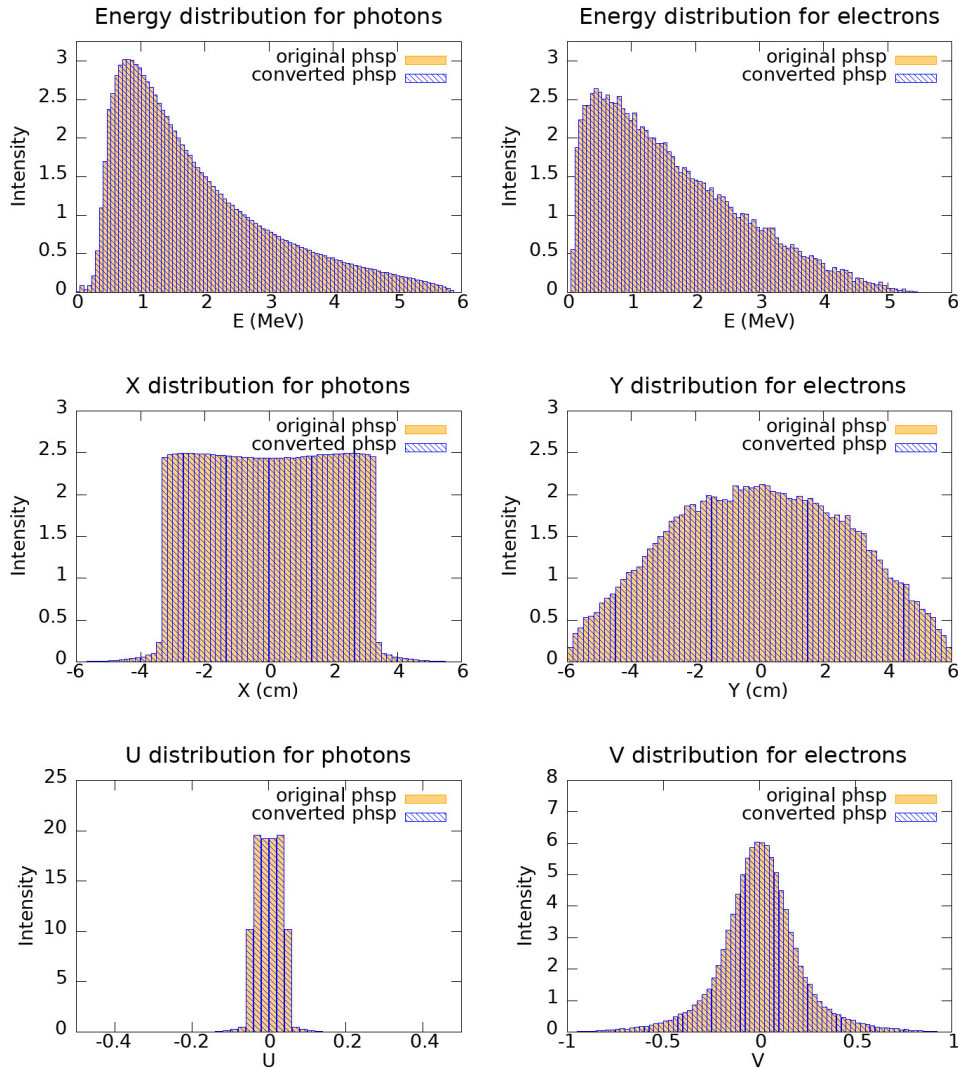 Energy distribution for photons
original phsp
converted phsp
Intensity
3
2.5
2
1.5
1
0.5
0
0 1 2 3 4 5 6
E (MeV)
Energy distribution for electrons
original phsp
converted phsp
Intensity
3
2.5
2
1.5
1
0.5
0
0 1 2 3 4 5 6
E (MeV)
X distribution for photons
original phsp
converted phsp
Intensity
3
2.5
2
1.5
1
0.5
0
-6 -4 -2 0 2 4 6
X (cm)
Y distribution for electrons
original phsp
converted phsp
Intensity
3
2.5
2
1.5
1
0.5
0
-6 -4 -2 0 2 4 6
Y (cm)
U distribution for photons
original phsp
converted phsp
Intensity
25
20
15
10
5
0
-0.4 -0.2 0 0.2 0.4
U
V distribution for electrons
original phsp
converted phsp
Intensity
8
7
6
5
4
3
2
1
0
-1 -0.5 0 0.5 1
V